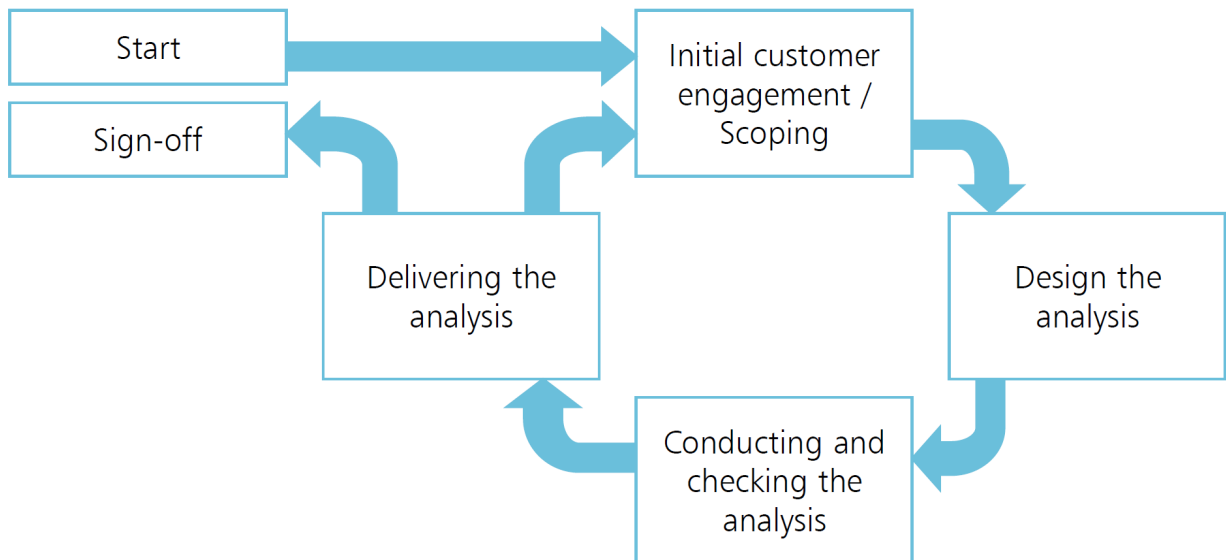 Start
Sign-off
Initial customer
engagement /
Scoping
Design the
analysis
Conducting and
checking the
analysis
Delivering the
analysis